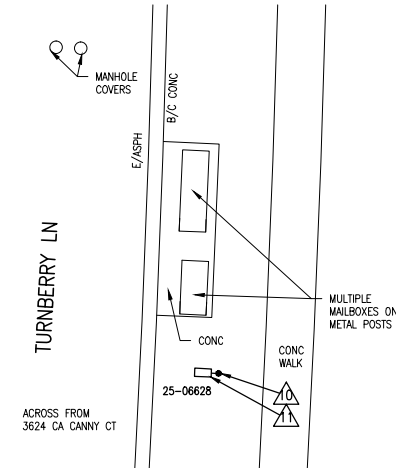 MANHOLE
COVERS
B/C CONC
E/ASPH
TURNBERRY LN
MULTIPLE
MAILBOXES ON
METAL POSTS
CONC
CONC
WALK
25-06628
10
11
ACROSS FROM
3624 CA CANNY CT